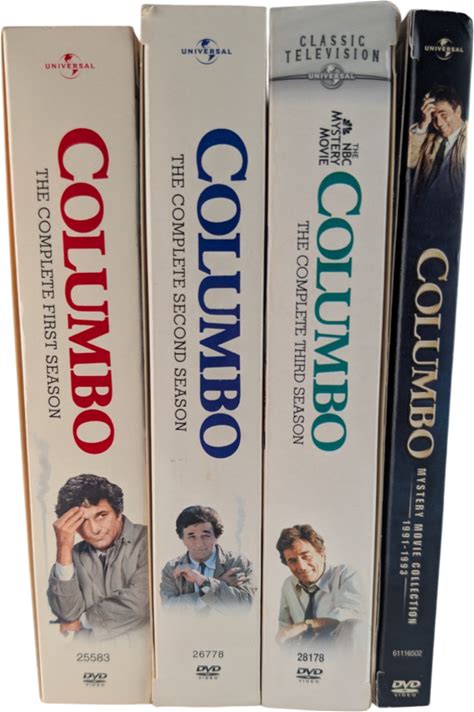 UNIVERSAL
COLUMBO
THE COMPLETE FIRST SEASON
25583
DVD
VIDEO
UNIVERSAL
COLUMBO
THE COMPLETE SECOND SEASON
26778
DVD
VIDEO
CLASSIC
TELEVISION
UNIVERSAL
THE NBC
MYSTERY
MOVIE
COLUMBO
THE COMPLETE THIRD SEASON
28178
DVD
VIDEO
UNIVERSAL
COLUMBO
MYSTERY MOVIE COLLECTION
1991-1993
61116502
DVD
VIDEO